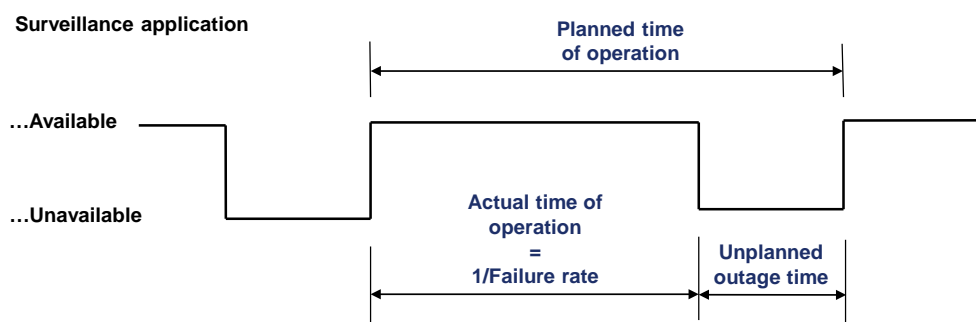 Surveillance application
Planned time
of operation
...Available
...Unavailable
Actual time of
operation
=
1/Failure rate
Unplanned
outage time